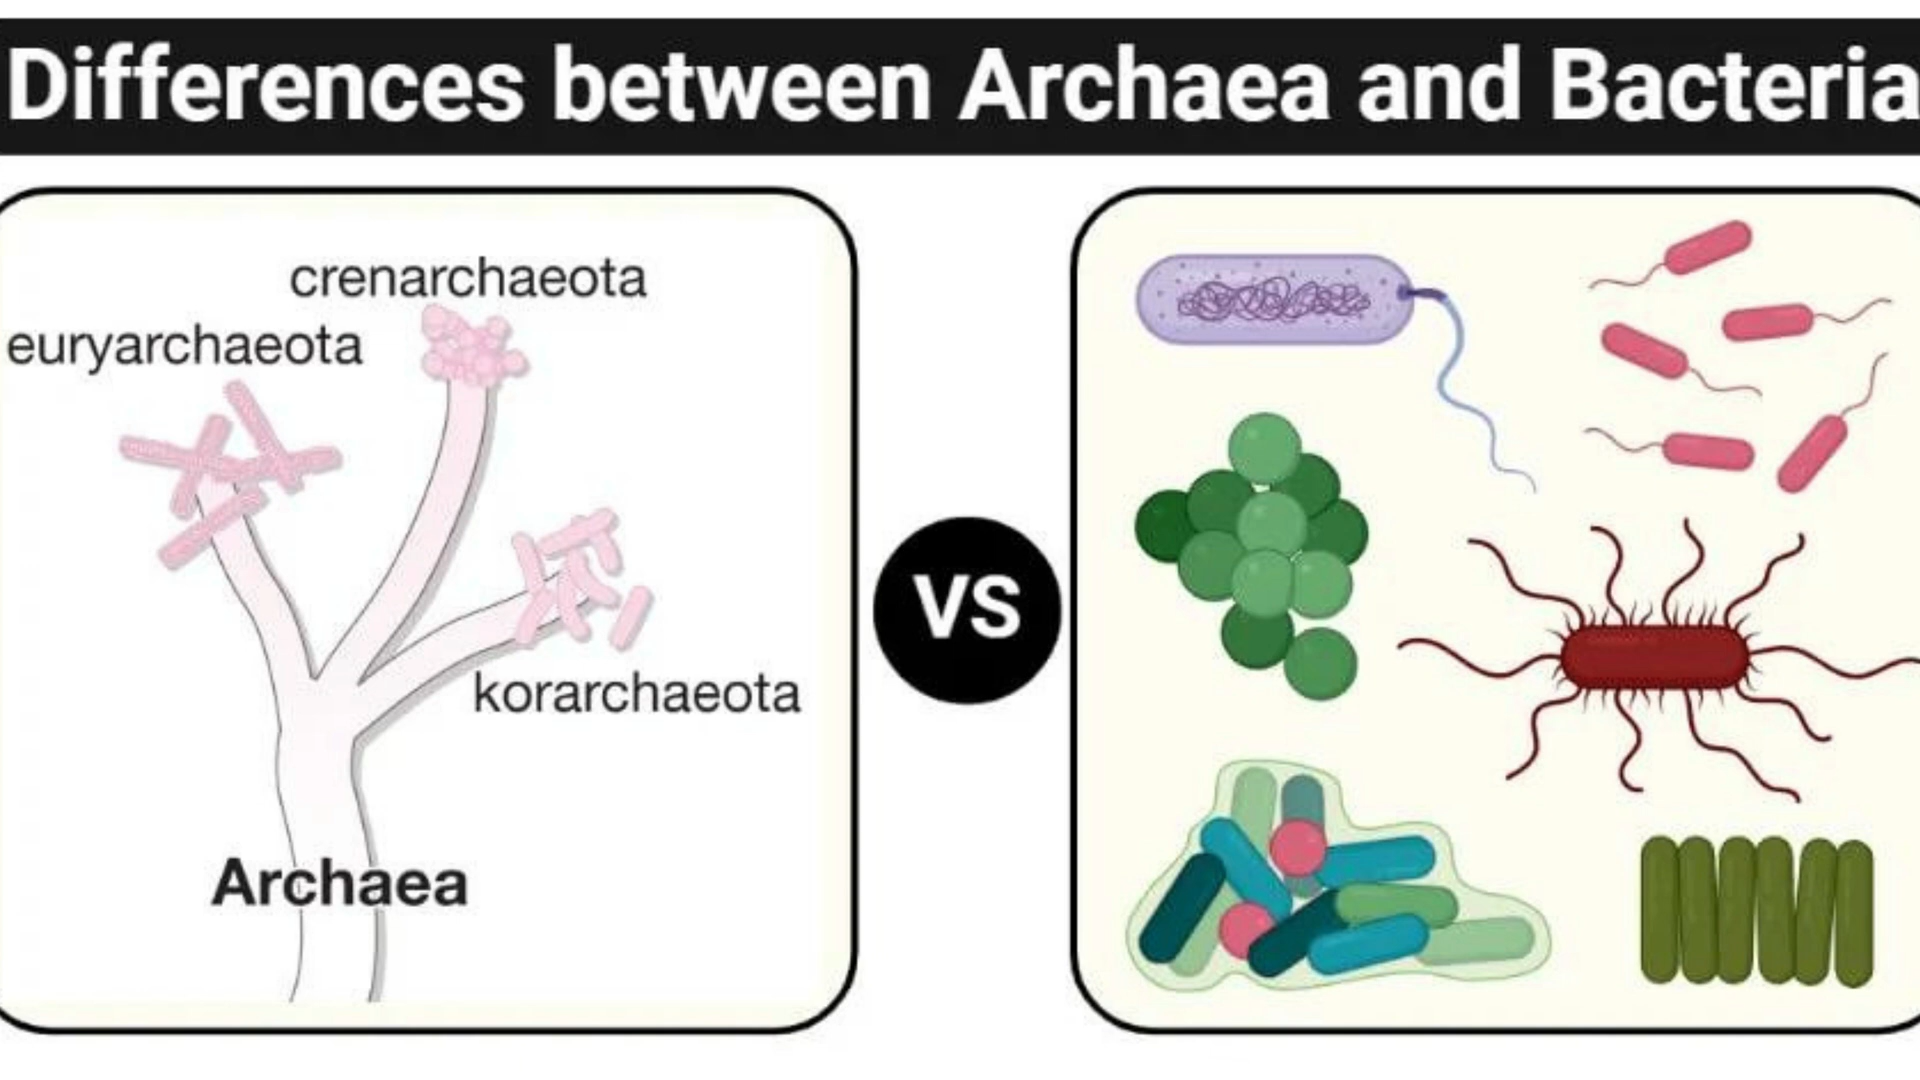 Differences between Archaea and Bacteria
crenarchaeota
euryarchaeota
korarchaeota
Archaea
VS